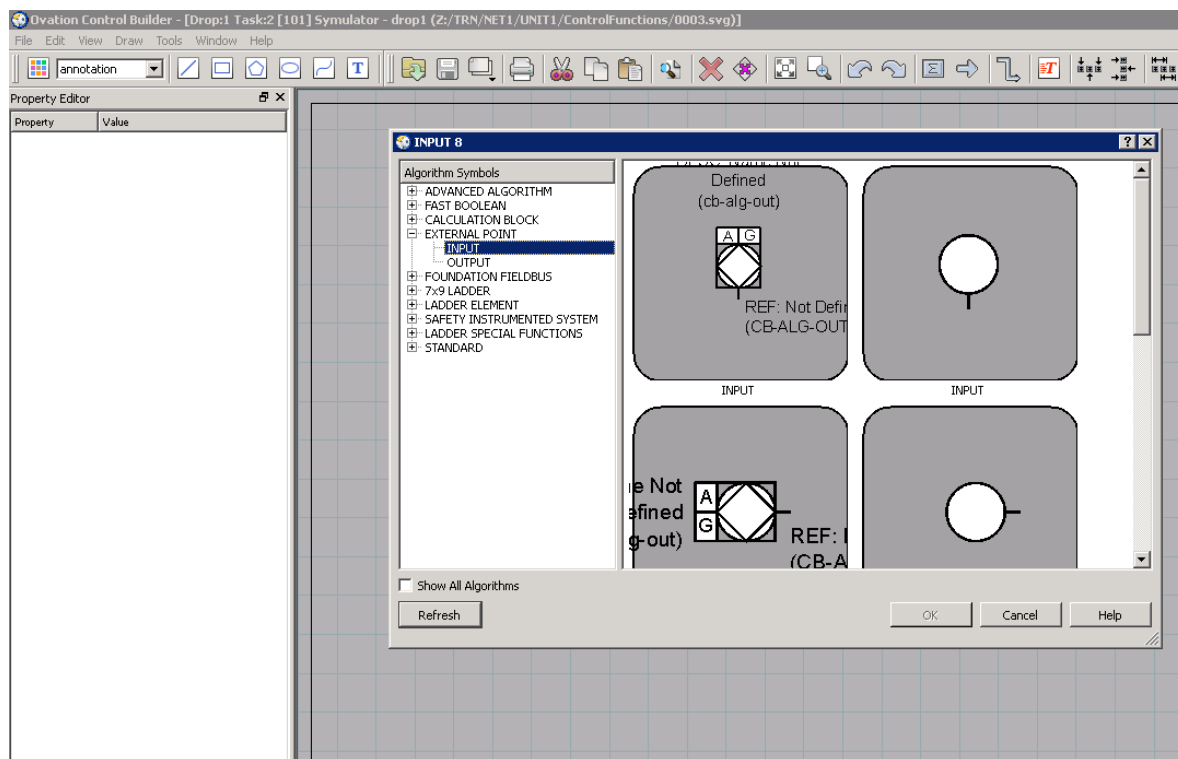 Ovation Control Builder - [Drop:1 Task:2 [101] Symulator - drop1 (Z:/TRN/NET1/UNIT1/ControlFunctions/0003.svg)]
File Edit View Draw Tools Window Help
annotation
T
T
Property Editor
Property Value
INPUT 8
Algorithm Symbols
ADVANCED ALGORITHM
FAST BOOLEAN
CALCULATION BLOCK
EXTERNAL POINT
INPUT
OUTPUT
FOUNDATION FIELDBUS
7x9 LADDER
LADDER ELEMENT
SAFETY INSTRUMENTED SYSTEM
LADDER SPECIAL FUNCTIONS
STANDARD
Defined
(cb-alg-out)
A G
REF: Not Defin
(CB-ALG-OUT
INPUT
INPUT
e Not
efined
g-out)
A
G
REF:
(CB-A
Show All Algorithms
Refresh
OK Cancel Help